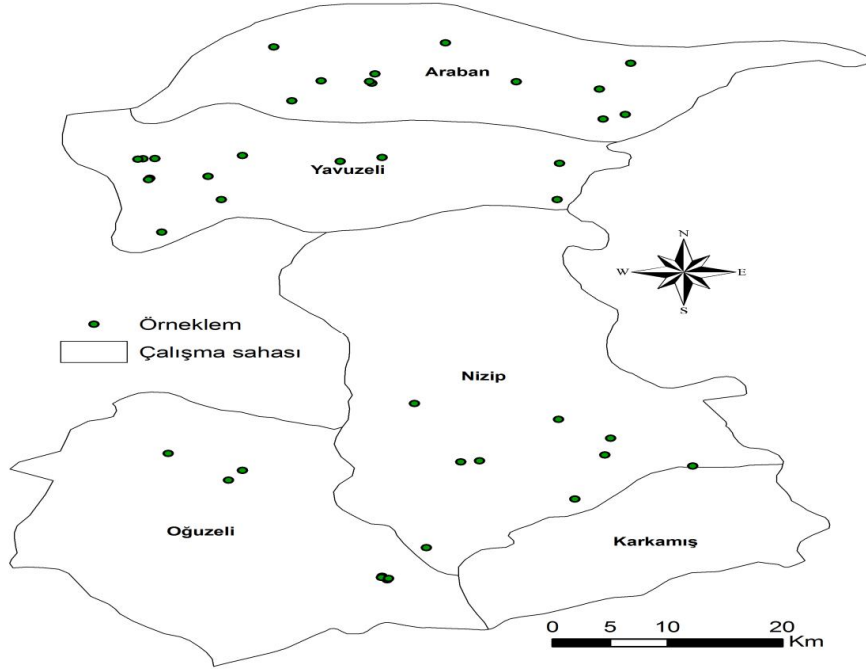 Araban
Yavuzeli
N
W E
S
Örneklem
Çalışma sahası
Nizip
Oğuzeli
Karkamış
0 5 10 20
Km